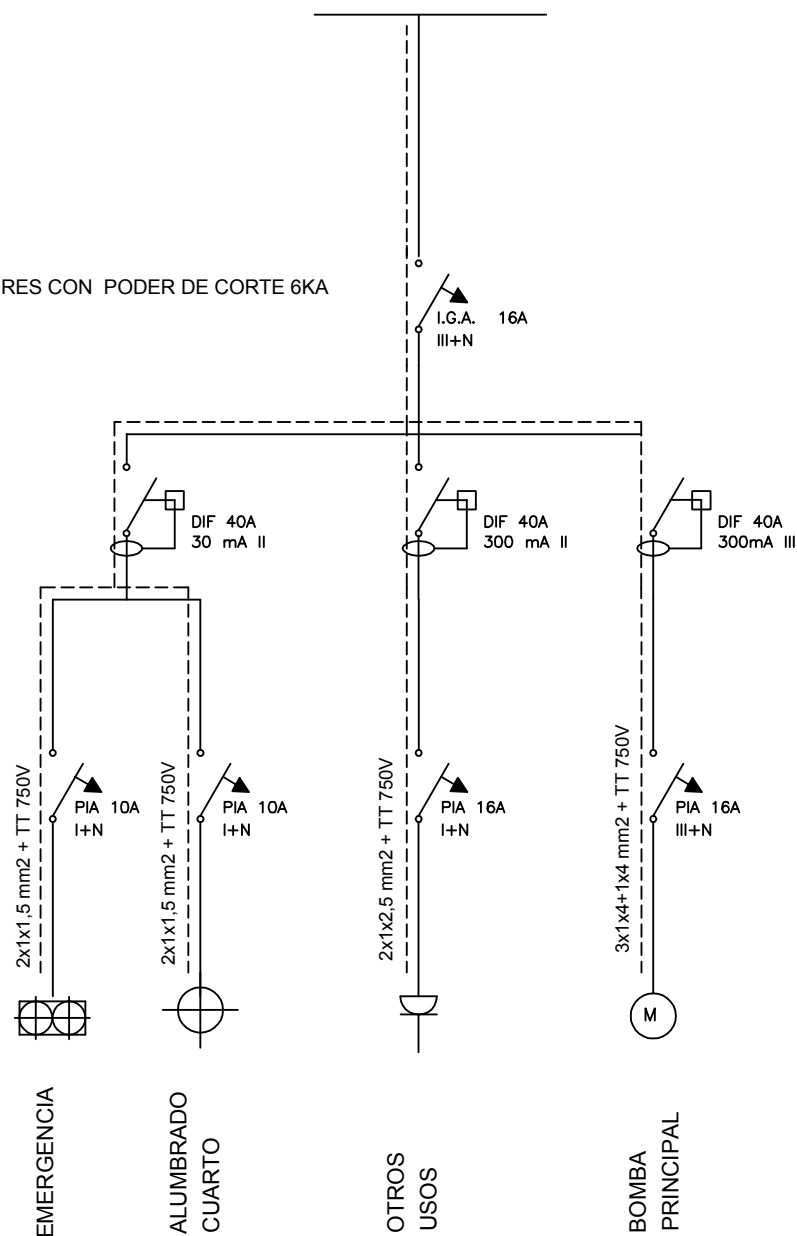 RES CON PODER DE CORTE 6KA
I.G.A. 16A
III+N
DIF 40A
30 mA II
DIF 40A
300 mA II
DIF 40A
300mA III
2x1x1,5 mm2 + TT 750V
PIA 10A
I+N
2x1x1,5 mm2 + TT 750V
PIA 10A
I+N
2x1x2,5 mm2 + TT 750V
PIA 16A
I+N
3x1x4+1x4 mm2 + TT 750V
PIA 16A
III+N
M
EMERGENCIA
ALUMBRADO
CUARTO
OTROS
USOS
BOMBA
PRINCIPAL